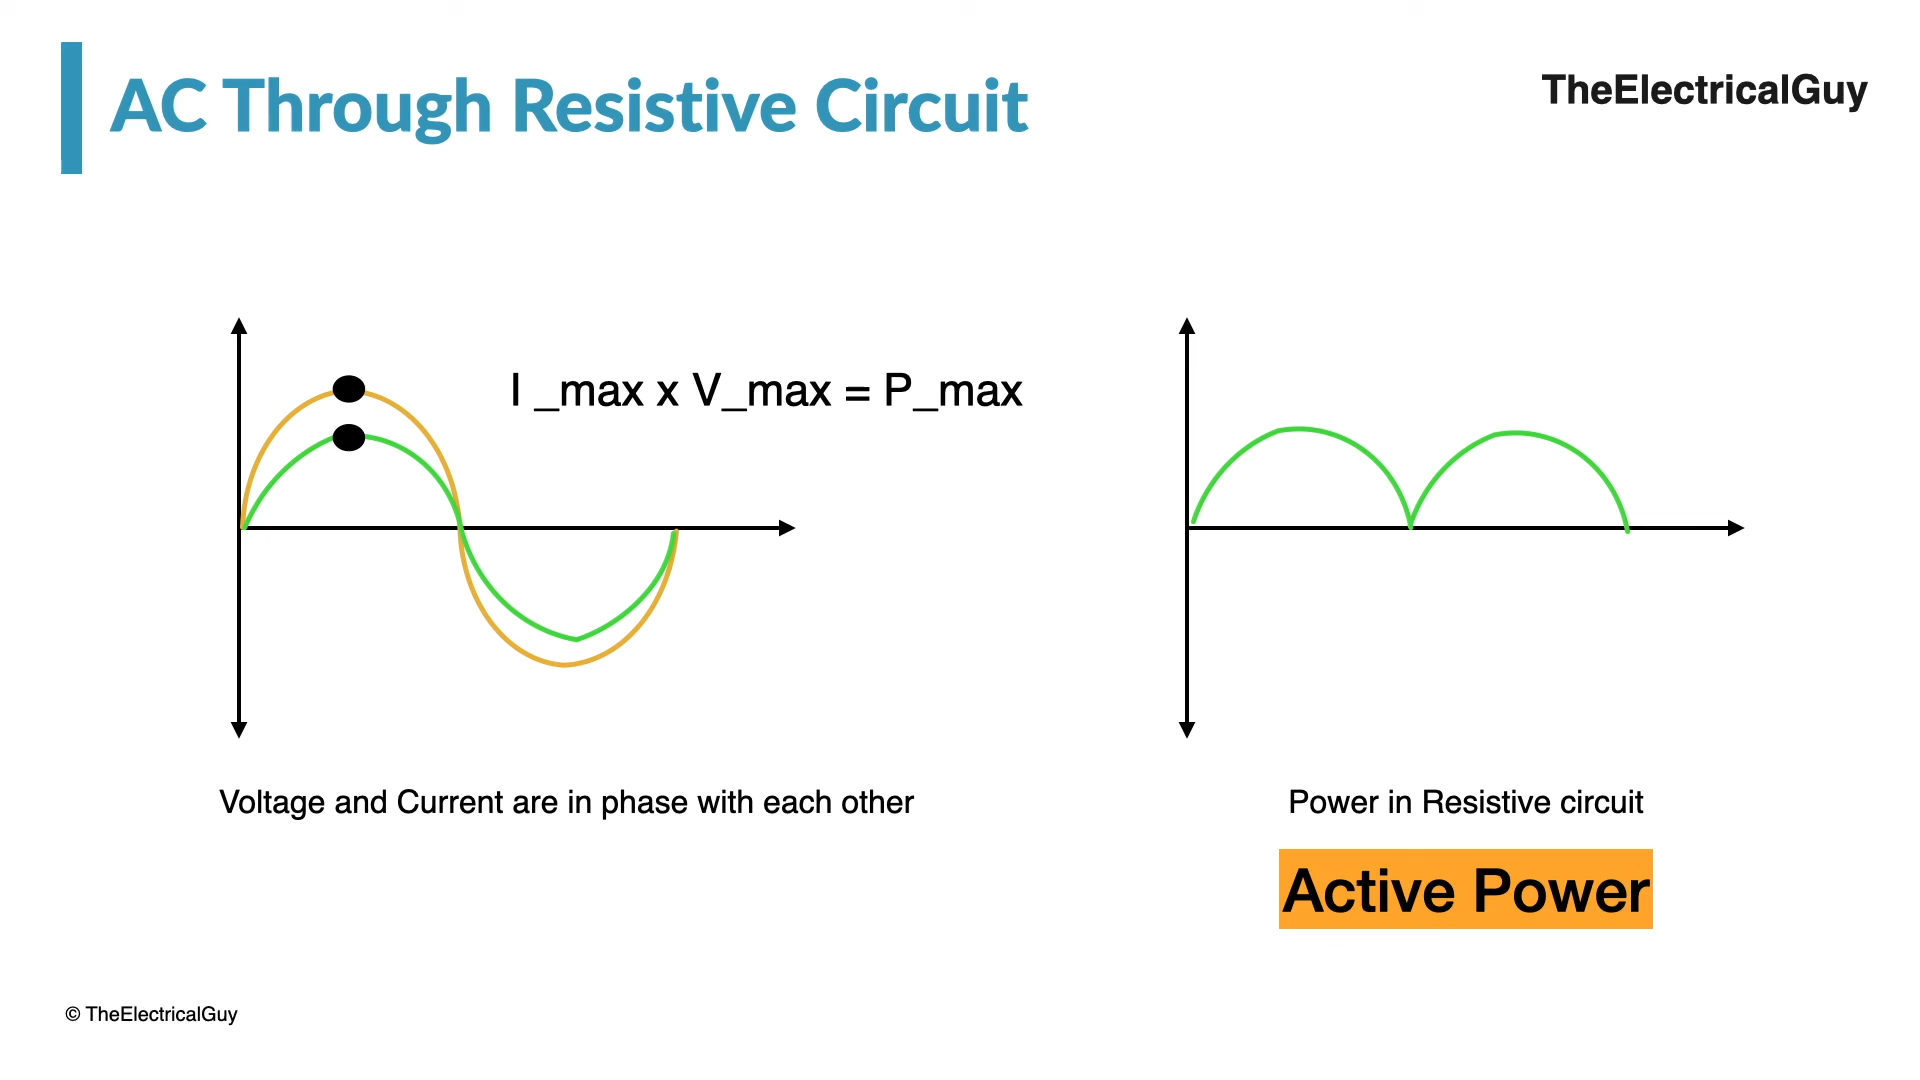 AC Through Resistive Circuit
TheElectricalGuy
I _max x V_max = P_max
Voltage and Current are in phase with each other
Power in Resistive circuit
Active Power
© TheElectricalGuy